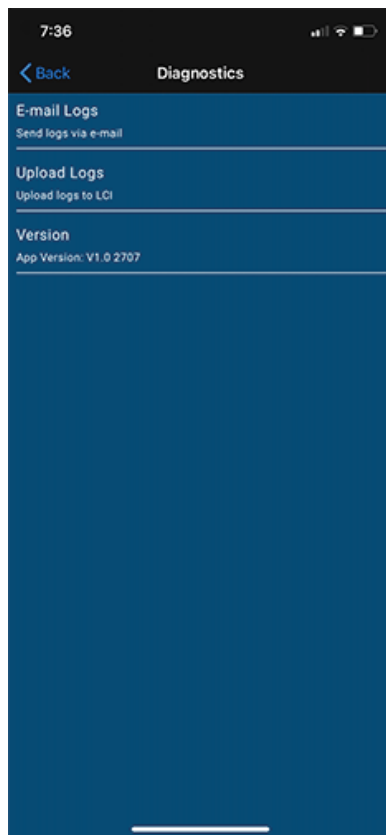 7:36
Back
Diagnostics
E-mail Logs
Send logs via e-mail
Upload Logs
Upload logs to LCI
Version
App Version: V1.0 2707